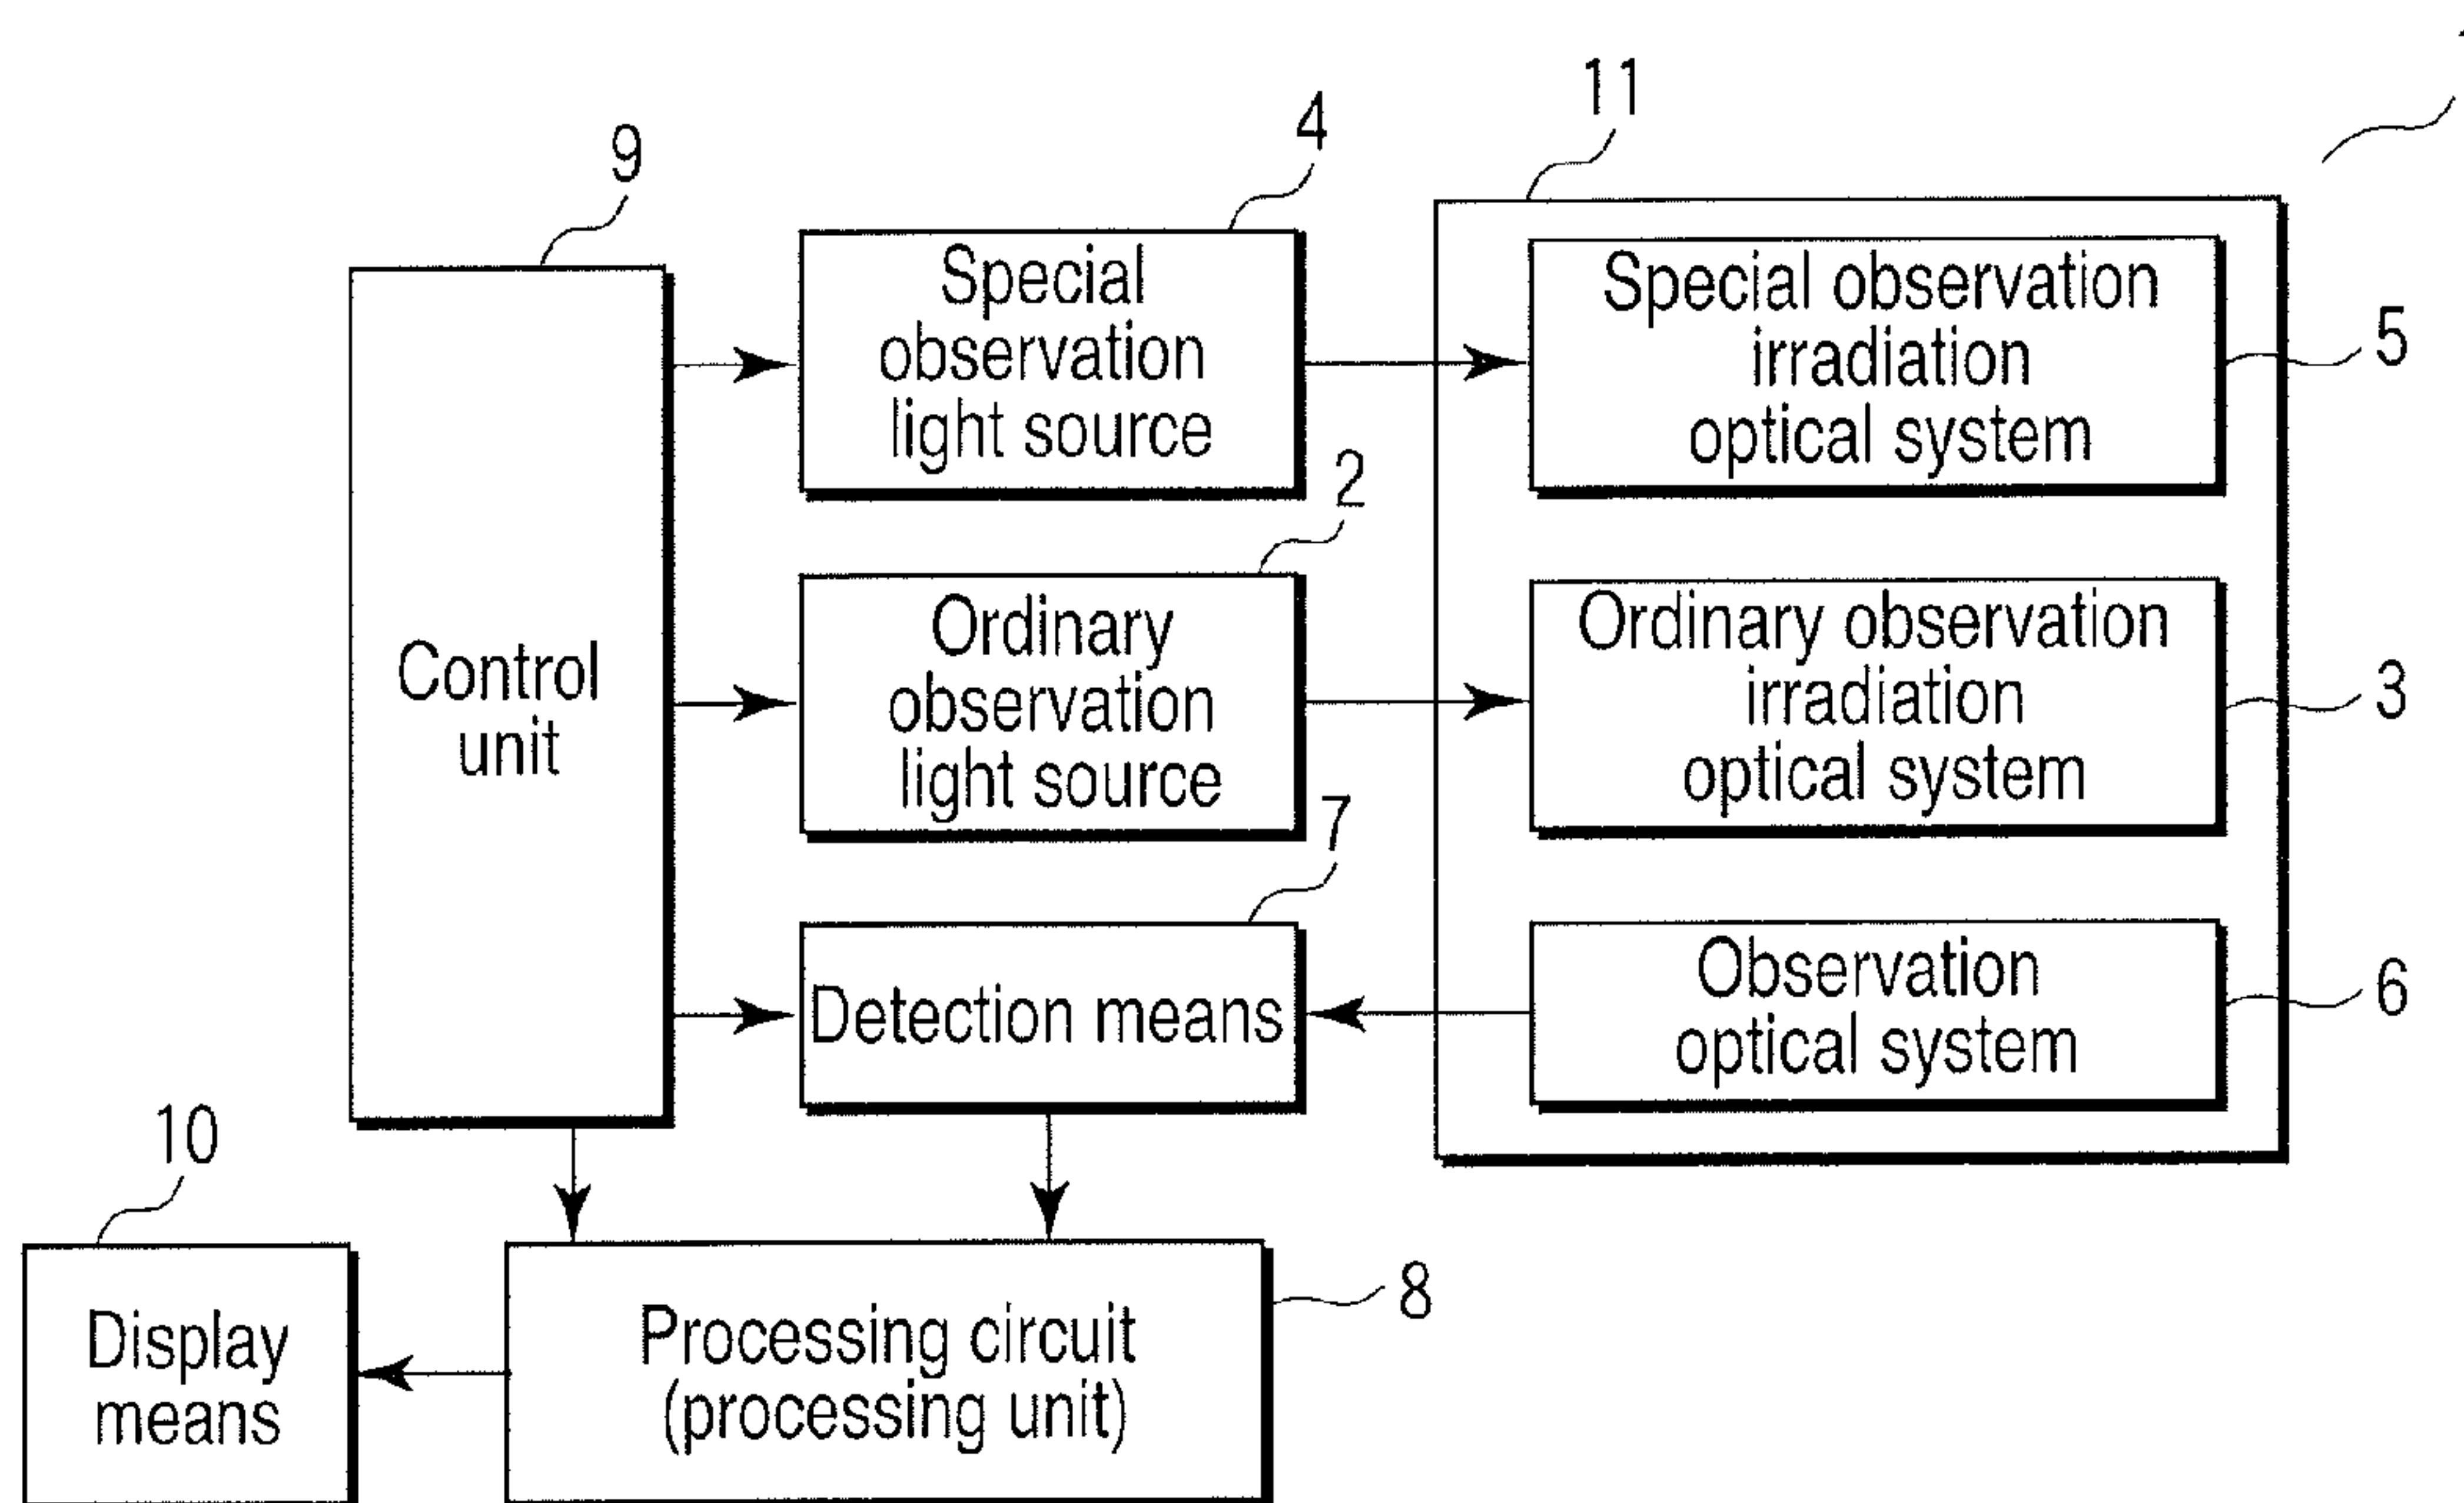 11
4
9
Special
observation
light source
Special observation
irradiation
optical system
5
2
Control
unit
Ordinary
observation
light source
Ordinary observation
irradiation
optical system
3
7
Detection means
Observation
optical system
6
10
Display
means
Processing circuit
(processing unit)
8